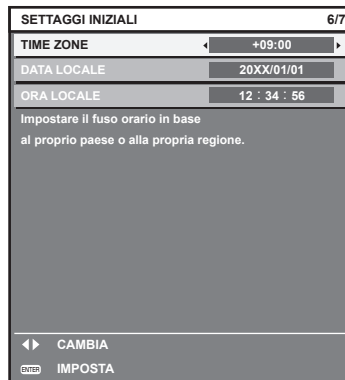 SETTAGGI INIZIALI 6/7
TIME ZONE +09:00
DATA LOCALE 20XX/01/01
ORA LOCALE 12 : 34 : 56
Impostare il fuso orario in base
al proprio paese o alla propria regione.
CAMBIA
ENTER IMPOSTA